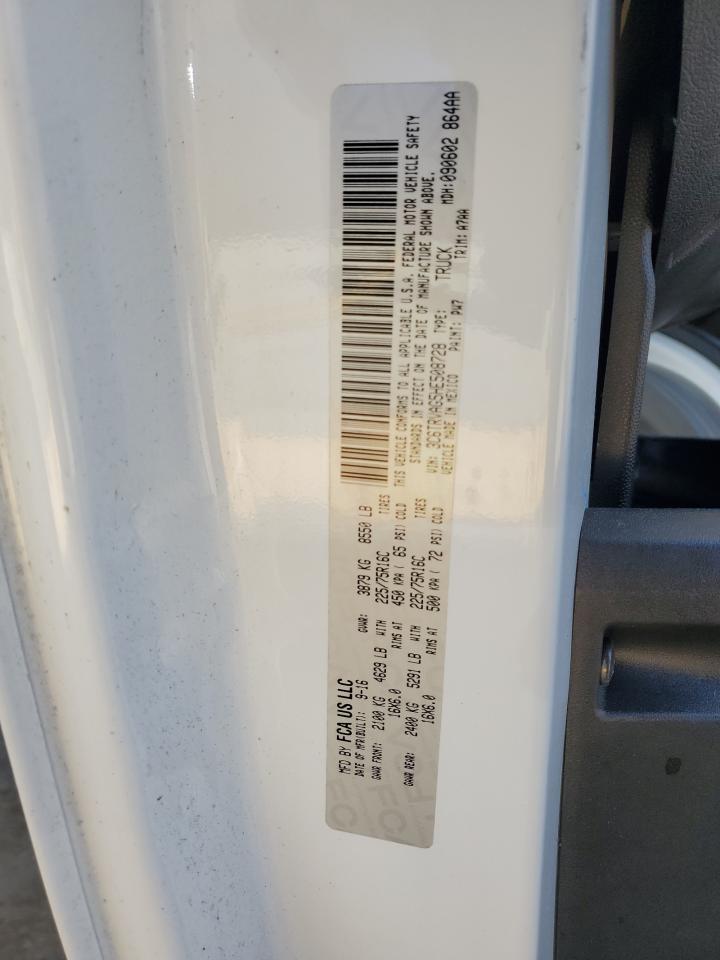 MFD BY FCA US LLC
DATE OF MFR(BUILT): 9-16 GVWR: 3879 KG 8550 LB
GAWR FRONT: 2100 KG 4629 LB WITH 225/75R16C TIRES
16X6.0 RIMS AT 450 KPA ( 65 PSI) COLD
GAWR REAR: 2400 KG 5291 LB WITH 225/75R16C TIRES
16X6.0 RIMS AT 500 KPA ( 72 PSI) COLD
THIS VEHICLE CONFORMS TO ALL APPLICABLE U.S.A. FEDERAL MOTOR VEHICLE SAFETY
STANDARDS IN EFFECT ON THE DATE OF MANUFACTURE SHOWN ABOVE.
VIN: 3C6TRVAG5HE508728 TYPE: TRUCK MDH:090602 864AA
VEHICLE MADE IN MEXICO PAINT: PW7 TRIM: A7AA